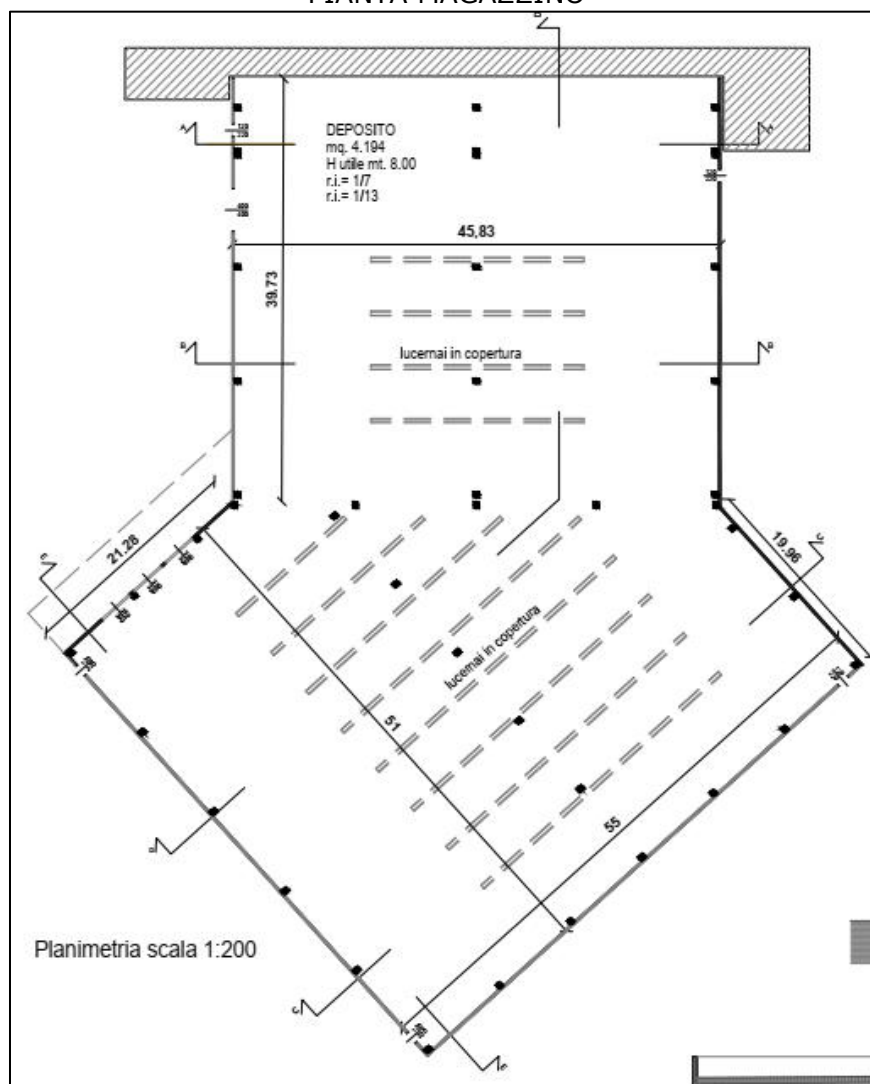 PIANTA MAGAZZINO
DEPOSITO
mq. 4.194
H utile mt. 8.00
r.i.= 1/7
r.i.= 1/13
45,83
39.73
lucernai in copertura
21.28
19.96
lucernai in copertura
51
55
Planimetria scala 1:200